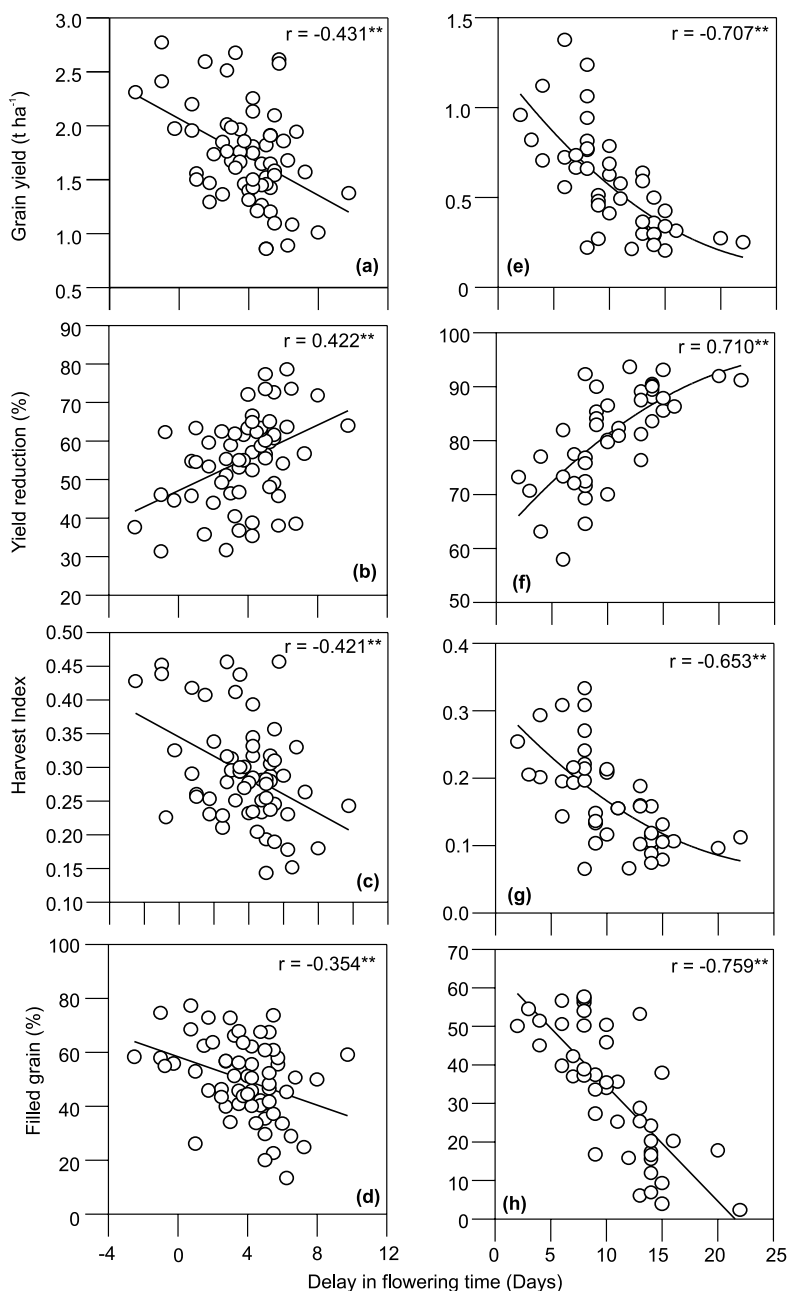 3.0
2.5
2.0
1.5
1.0
0.5
Grain yield (t ha⁻¹)
r = -0.431**
(a)
1.5
1.0
0.5
0
r = -0.707**
(e)
90
80
70
60
50
40
30
20
Yield reduction (%)
r = 0.422**
(b)
100
90
80
70
60
50
r = 0.710**
(f)
0.50
0.45
0.40
0.35
0.30
0.25
0.20
0.15
0.10
Harvest Index
r = -0.421**
(c)
0.4
0.3
0.2
0.1
0.0
r = -0.653**
(g)
100
80
60
40
20
0
Filled grain (%)
r = -0.354**
(d)
-4 0 4 8 12
70
60
50
40
30
20
10
0
r = -0.759**
(h)
0 5 10 15 20 25
Delay in flowering time (Days)